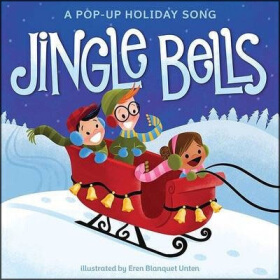 A POP-UP HOLIDAY SONG
JINGLE BELLS
illustrated by Eren Blanquet Unten